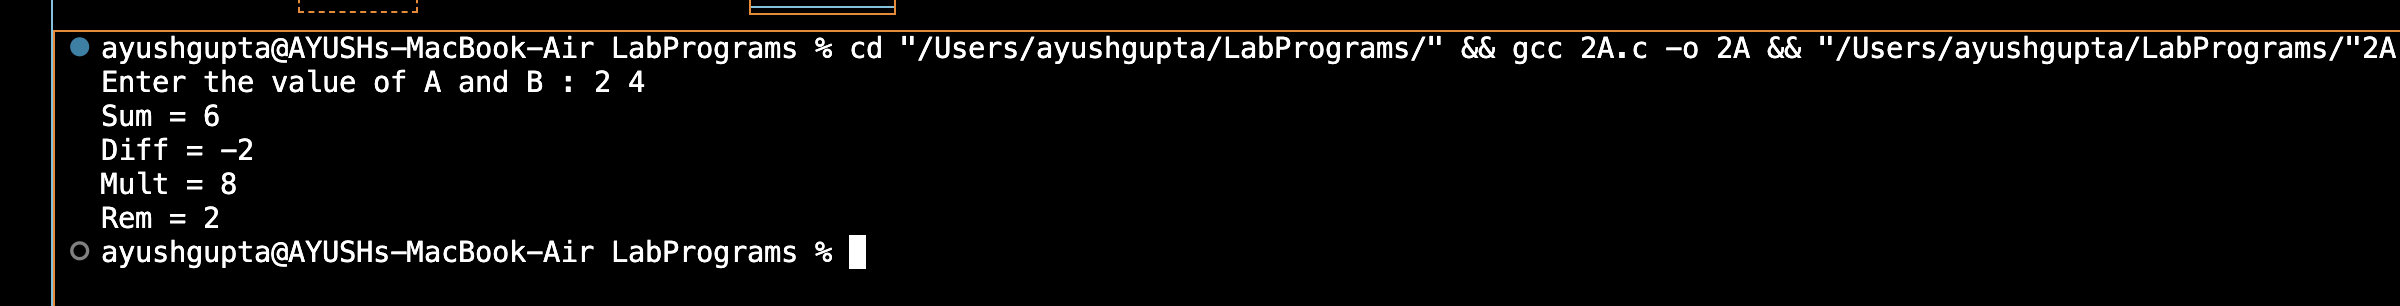 ayushgupta@AYUSHs-MacBook-Air LabPrograms % cd "/Users/ayushgupta/LabPrograms/" && gcc 2A.c -o 2A && "/Users/ayushgupta/LabPrograms/"2A
Enter the value of A and B : 2 4
Sum = 6
Diff = -2
Mult = 8
Rem = 2
ayushgupta@AYUSHs-MacBook-Air LabPrograms %